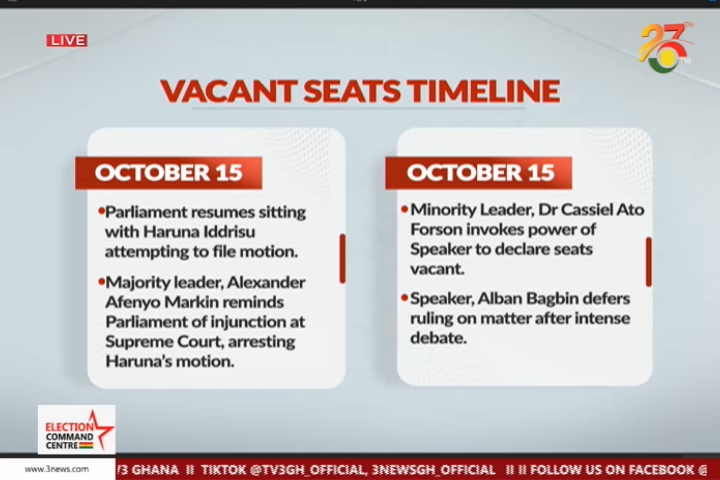 LIVE
VACANT SEATS TIMELINE
OCTOBER 15
•Parliament resumes sitting
with Haruna Iddrisu
attempting to file motion.
•Majority leader, Alexander
Afenyo Markin reminds
Parliament of injunction at
Supreme Court, arresting
Haruna's motion.
OCTOBER 15
•Minority Leader, Dr Cassiel Ato
Forson invokes power of
Speaker to declare seats
vacant.
•Speaker, Alban Bagbin defers
ruling on matter after intense
debate.
ELECTION
COMMAND
CENTRE
www.3news.com
V3 GHANA II TIKTOK @TV3GH_OFFICIAL, 3NEWSGH_OFFICIAL II II FOLLOW US ON FACEBOOK @